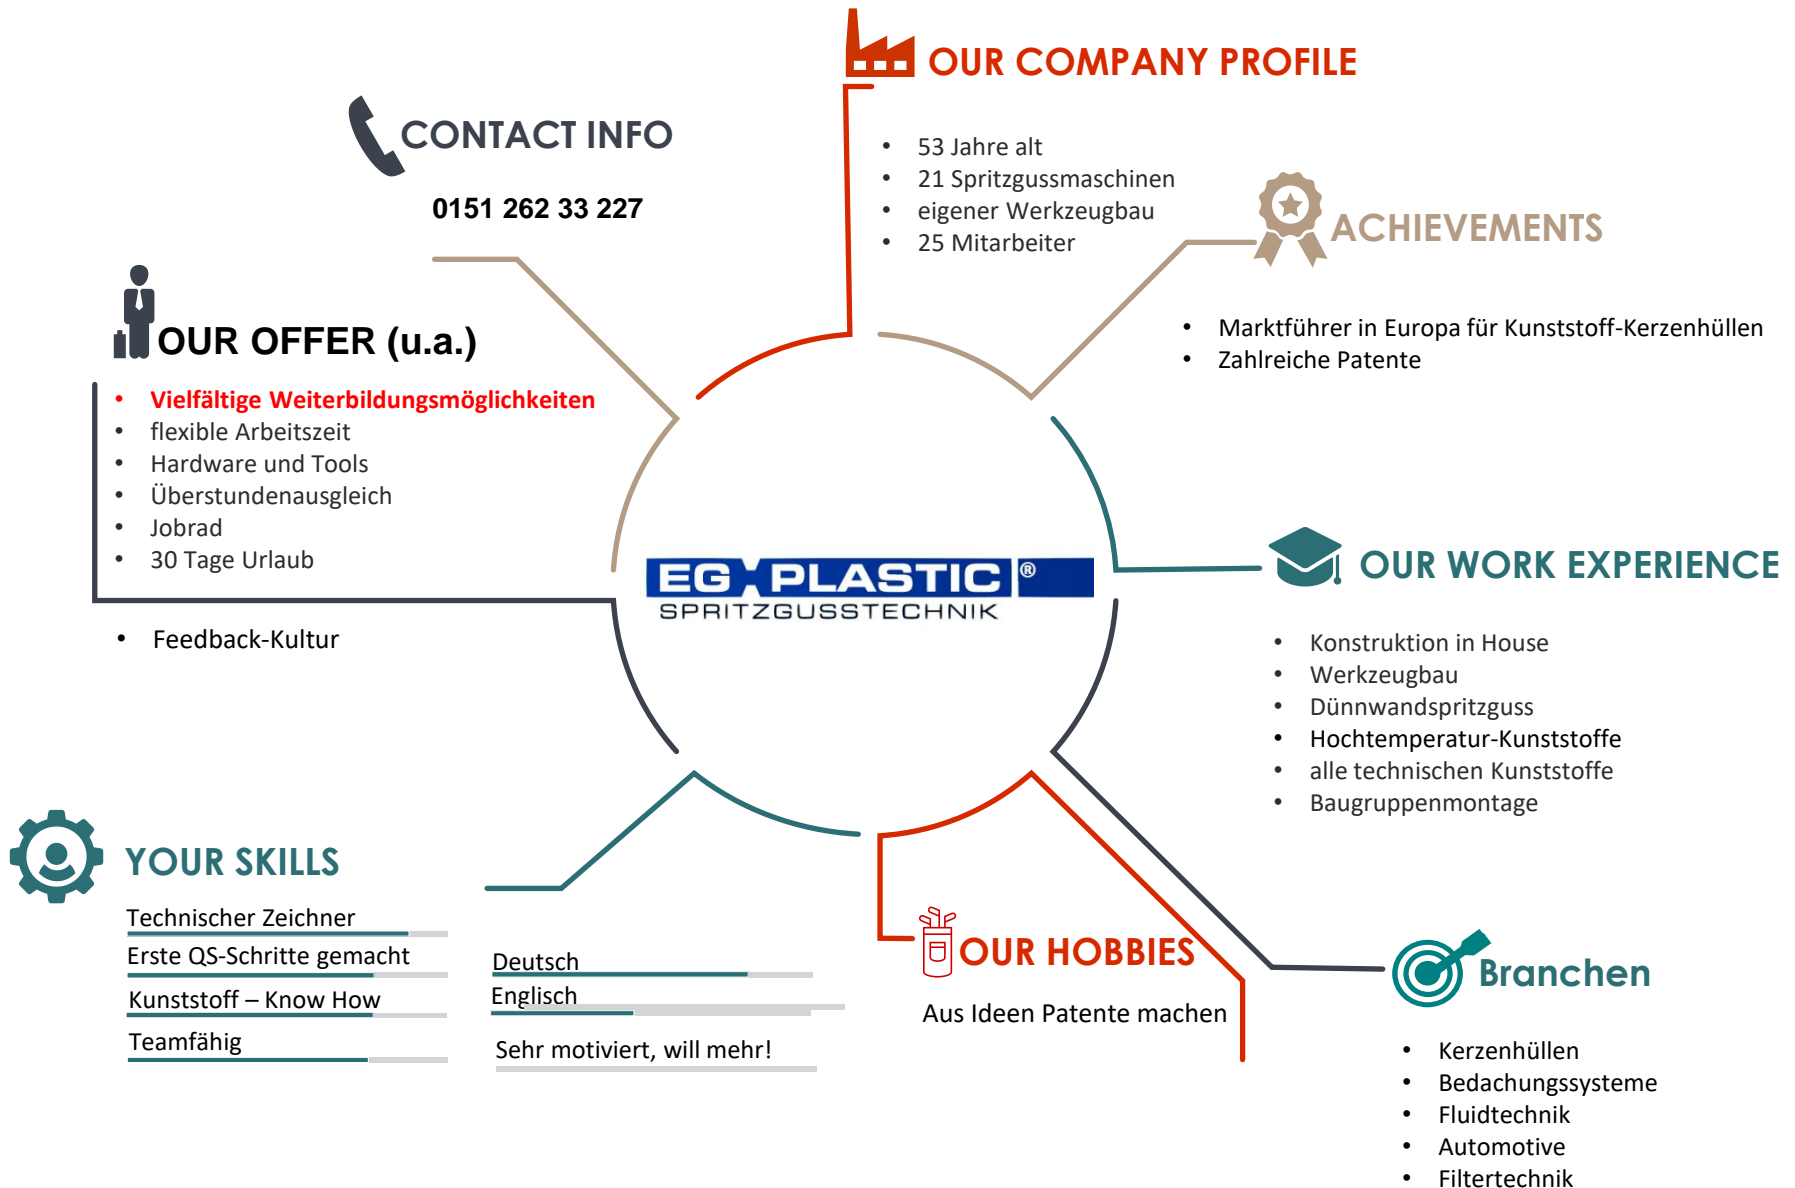 OUR COMPANY PROFILE
53 Jahre alt
21 Spritzgussmaschinen
eigener Werkzeugbau
25 Mitarbeiter
CONTACT INFO
0151 262 33 227
ACHIEVEMENTS
Marktführer in Europa für Kunststoff-Kerzenhüllen
Zahlreiche Patente
OUR OFFER (u.a.)
Vielfältige Weiterbildungsmöglichkeiten
flexible Arbeitszeit
Hardware und Tools
Überstundenausgleich
Jobrad
30 Tage Urlaub
Feedback-Kultur
EG PLASTIC ®
SPRITZGUSSTECHNIK
OUR WORK EXPERIENCE
Konstruktion in House
Werkzeugbau
Dünnwandspritzguss
Hochtemperatur-Kunststoffe
alle technischen Kunststoffe
Baugruppenmontage
YOUR SKILLS
Technischer Zeichner
Erste QS-Schritte gemacht
Kunststoff – Know How
Teamfähig
Deutsch
Englisch
Sehr motiviert, will mehr!
OUR HOBBIES
Aus Ideen Patente machen
Branchen
Kerzenhüllen
Bedachungssysteme
Fluidtechnik
Automotive
Filtertechnik